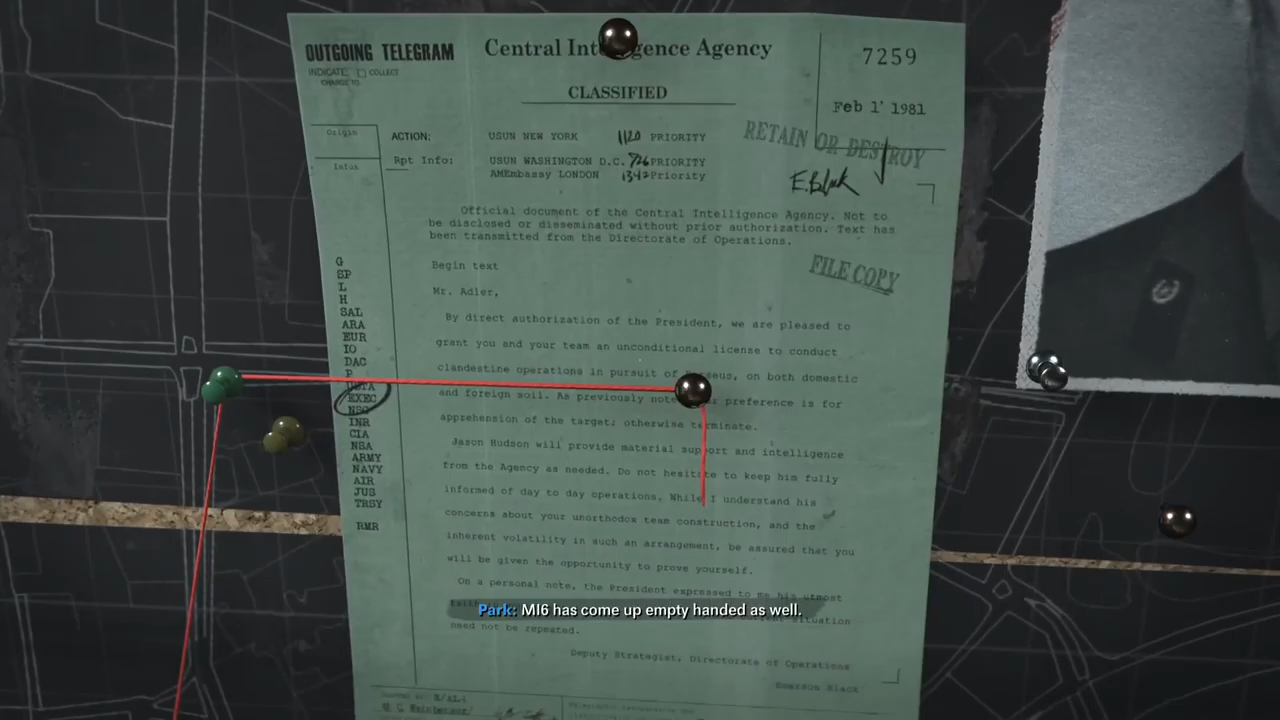 OUTGOING TELEGRAM
INDICATE: COLLECT
CHARGE TO
Central Int gence Agency
CLASSIFIED
7259
Feb 1' 1981
Origin
Infos
ACTION:
USUN NEW YORK 1120 PRIORITY
Rpt Info:
USUN WASHINGTON D.C. 726 PRIORITY
AMEmbassy LONDON 1342 Priority
RETAIN OR DESTROY
E.Black
Official document of the Central Intelligence Agency. Not to
be disclosed or disseminated without prior authorization. Text has
been transmitted from the Directorate of Operations.
FILE COPY
Begin text
Mr. Adler,
By direct authorization of the President, we are pleased to
grant you and your team an unconditional license to conduct
clandestine operations in pursuit of Perseus, on both domestic
and foreign soil. As previously note preference is for
apprehension of the target; otherwise terminate.
Jason Hudson will provide material support and intelligence
from the Agency as needed. Do not hesitate to keep him fully
informed of day to day operations. While I understand his
concerns about your unorthodox team construction, and the
inherent volatility in such an arrangement, be assured that you
will be given the opportunity to prove yourself.
On a personal note, the President expressed to me his utmost
situation
need not be repeated.
Deputy Strategist, Directorate of Operations
Emerson Black
G
SP
L
H
SAL
ARA
EUR
IO
DAC
P
EXEC
NSC
INR
CIA
NSA
ARMY
NAVY
AIR
JUS
TRSY
RMR
Park: MI6 has come up empty handed as well.